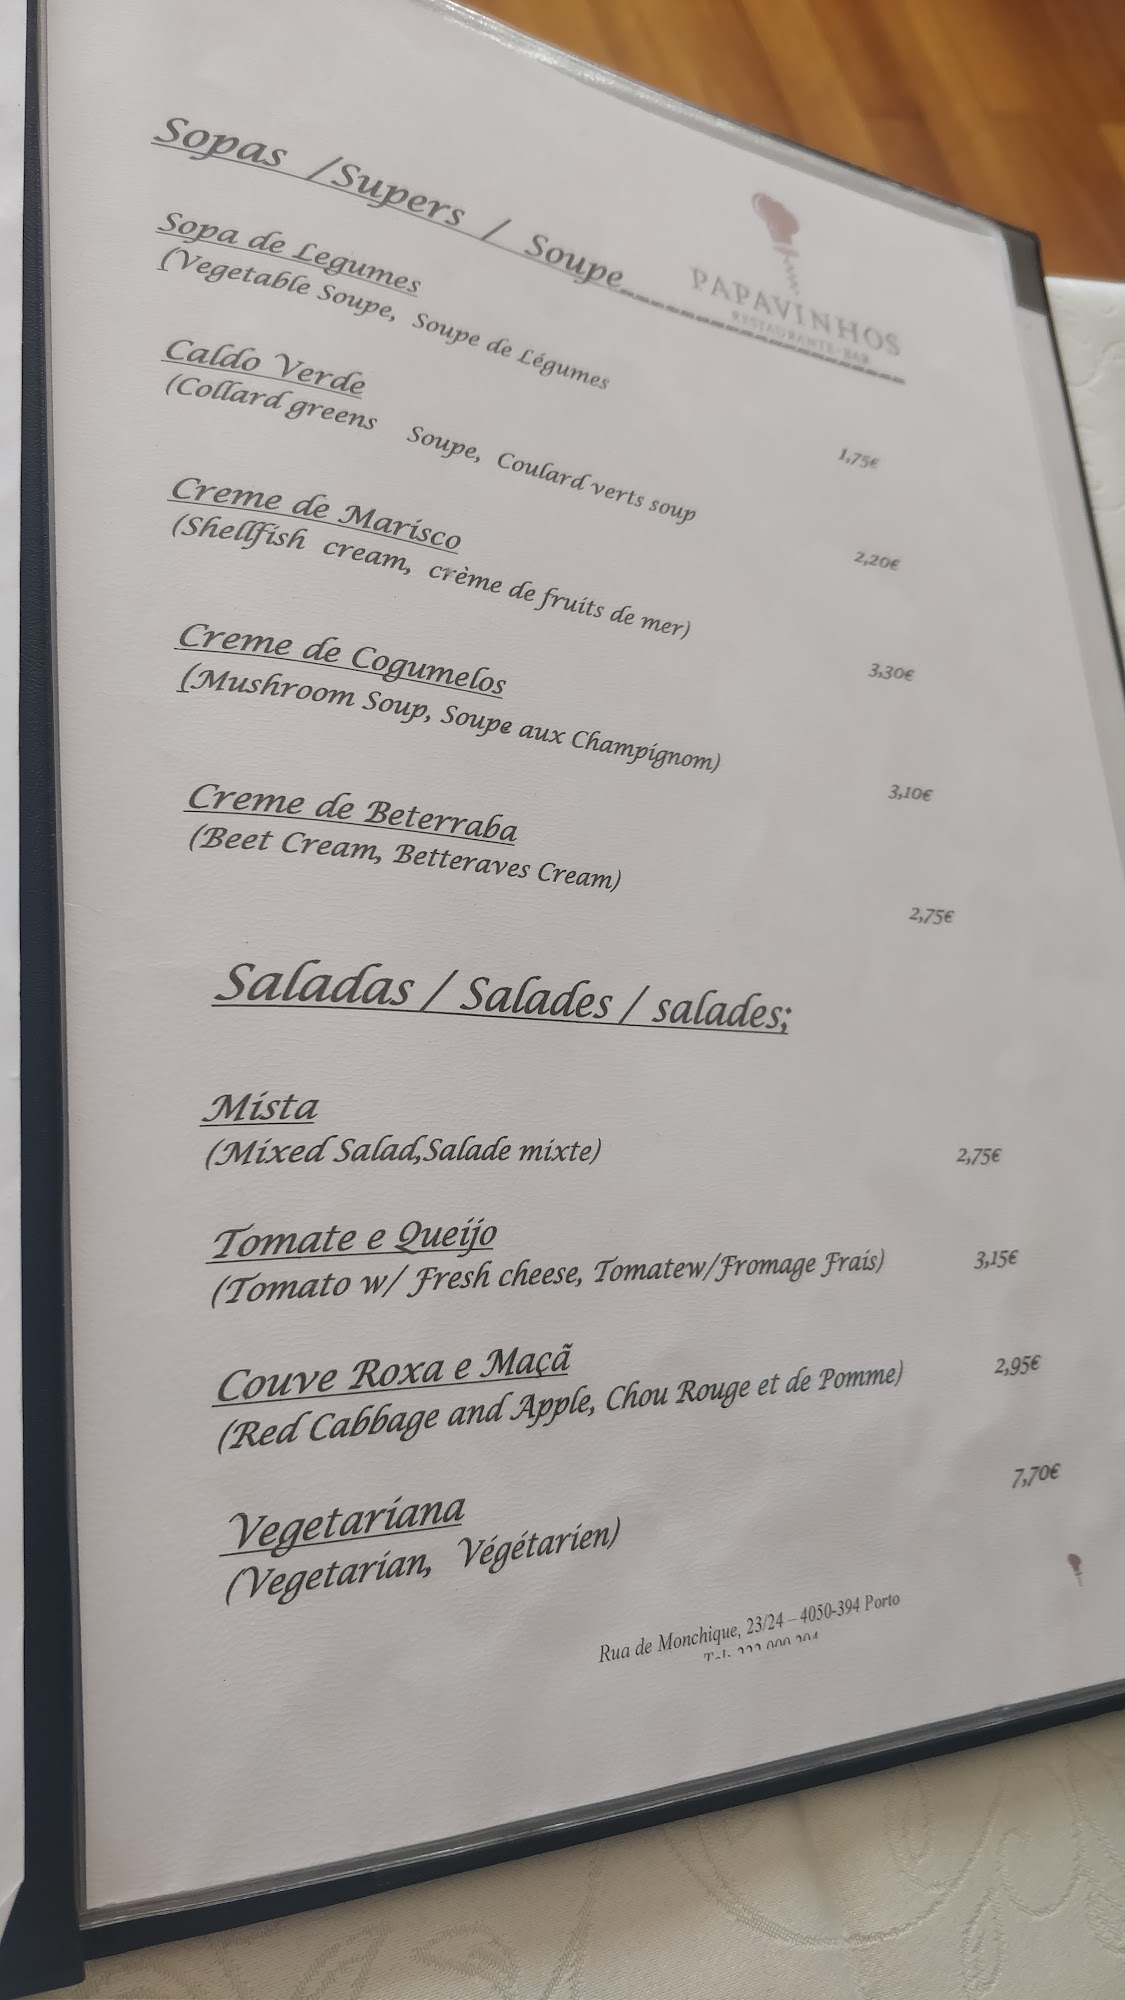 Sopas /Supers / Soupe
PAPAVINHOS
RESTAURANTE - BAR
Sopa de Legumes
(Vegetable Soupe, Soupe de Légumes
1,75€
Caldo Verde
(Collard greens Soupe, Coulard verts soup
2,20€
Creme de Marisco
(Shellfish cream, crème de fruits de mer)
3,30€
Creme de Cogumelos
(Mushroom Soup, Soupe aux Champignom)
3,10€
Creme de Beterraba
(Beet Cream, Betteraves Cream)
2,75€
Saladas / Salades / salades;
Mista
(Mixed Salad,Salade mixte)
2,75€
Tomate e Queijo
(Tomato w/ Fresh cheese, Tomatew/Fromage Frais)
3,15€
Couve Roxa e Maçã
(Red Cabbage and Apple, Chou Rouge et de Pomme)
2,95€
Vegetariana
(Vegetarian, Végétarien)
7,70€
Rua de Monchique, 23/24 – 4050-394 Porto